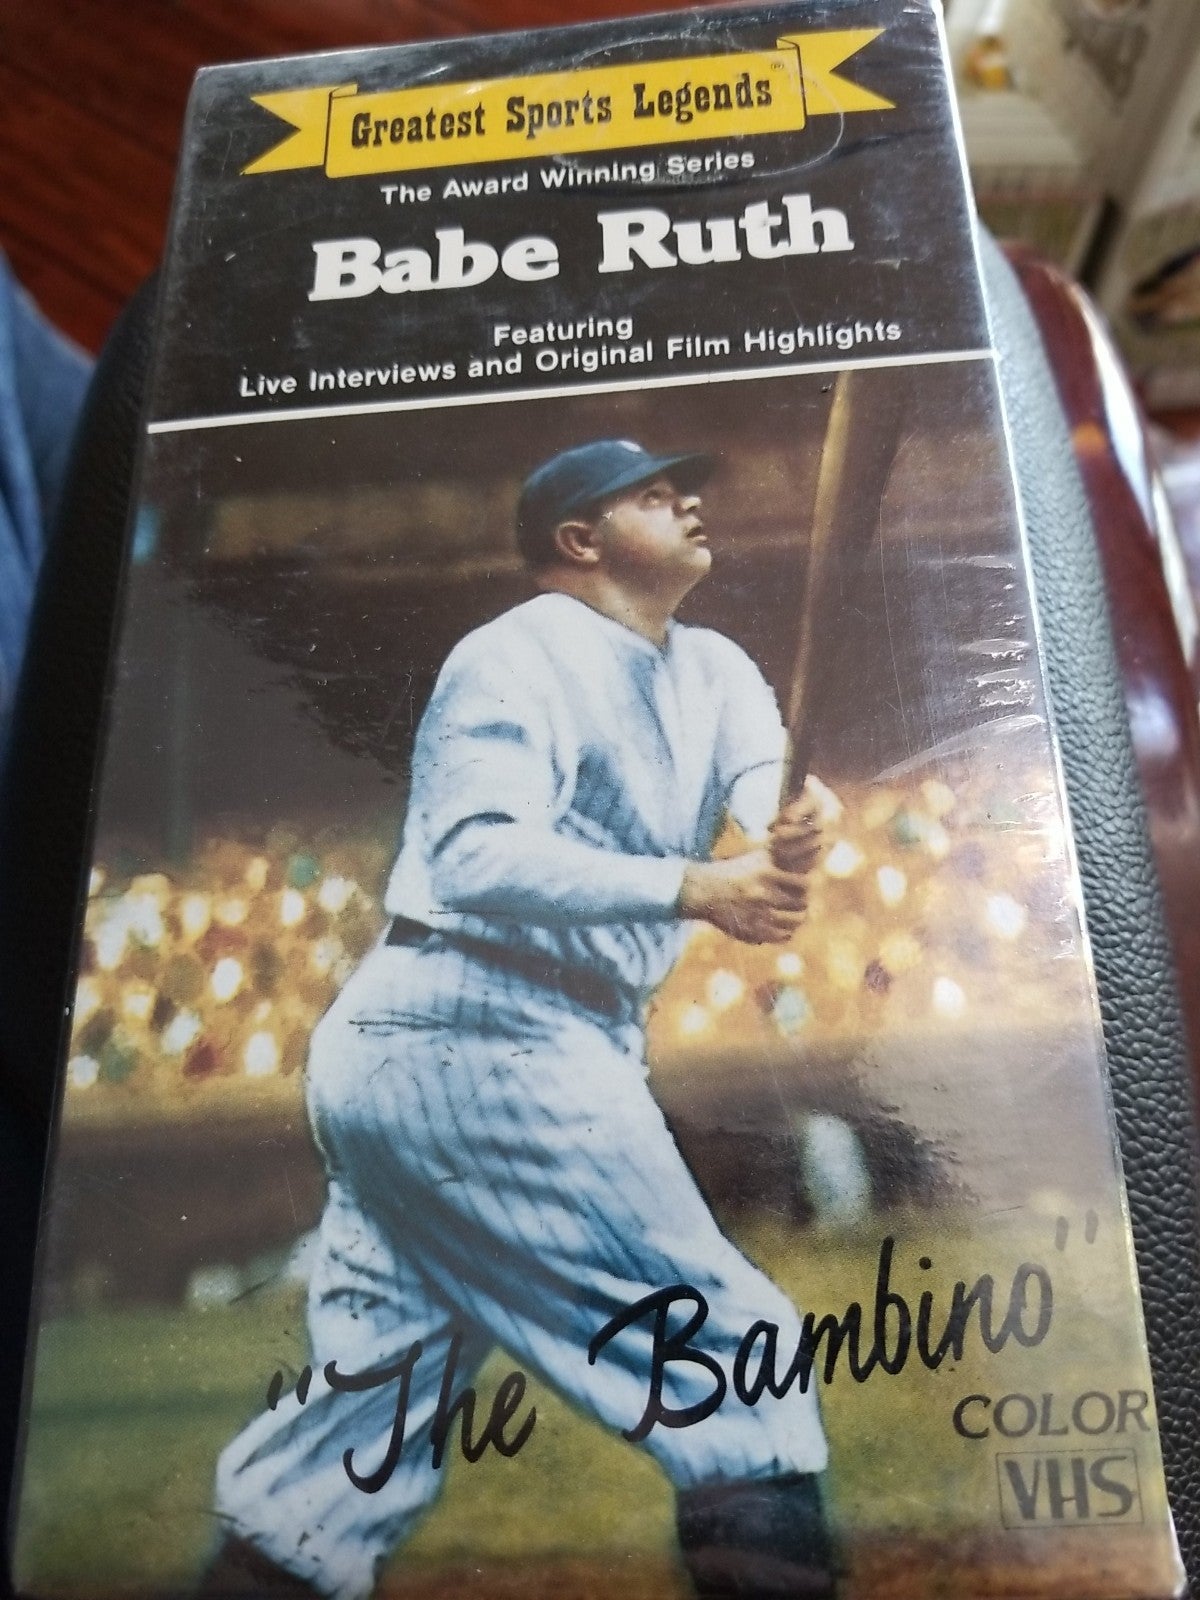 Greatest Sports Legends®
The Award Winning Series
Babe Ruth
Featuring
Live Interviews and Original Film Highlights
"The Bambino"
COLOR
VHS